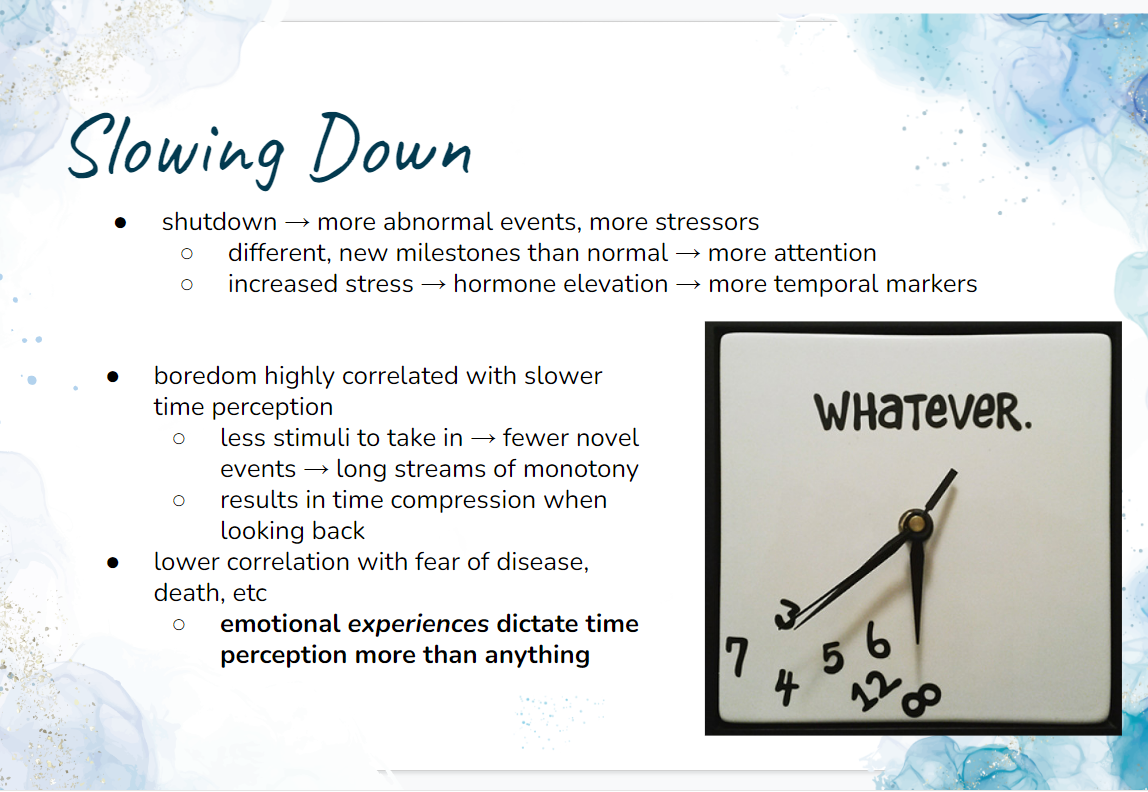 Slowing Down
● shutdown → more abnormal events, more stressors
○ different, new milestones than normal → more attention
○ increased stress → hormone elevation → more temporal markers
● boredom highly correlated with slower
time perception
○ less stimuli to take in → fewer novel
events → long streams of monotony
○ results in time compression when
looking back
● lower correlation with fear of disease,
death, etc
○ emotional experiences dictate time
perception more than anything
WHaTeVeR.
3
7
4
5
6
12
8